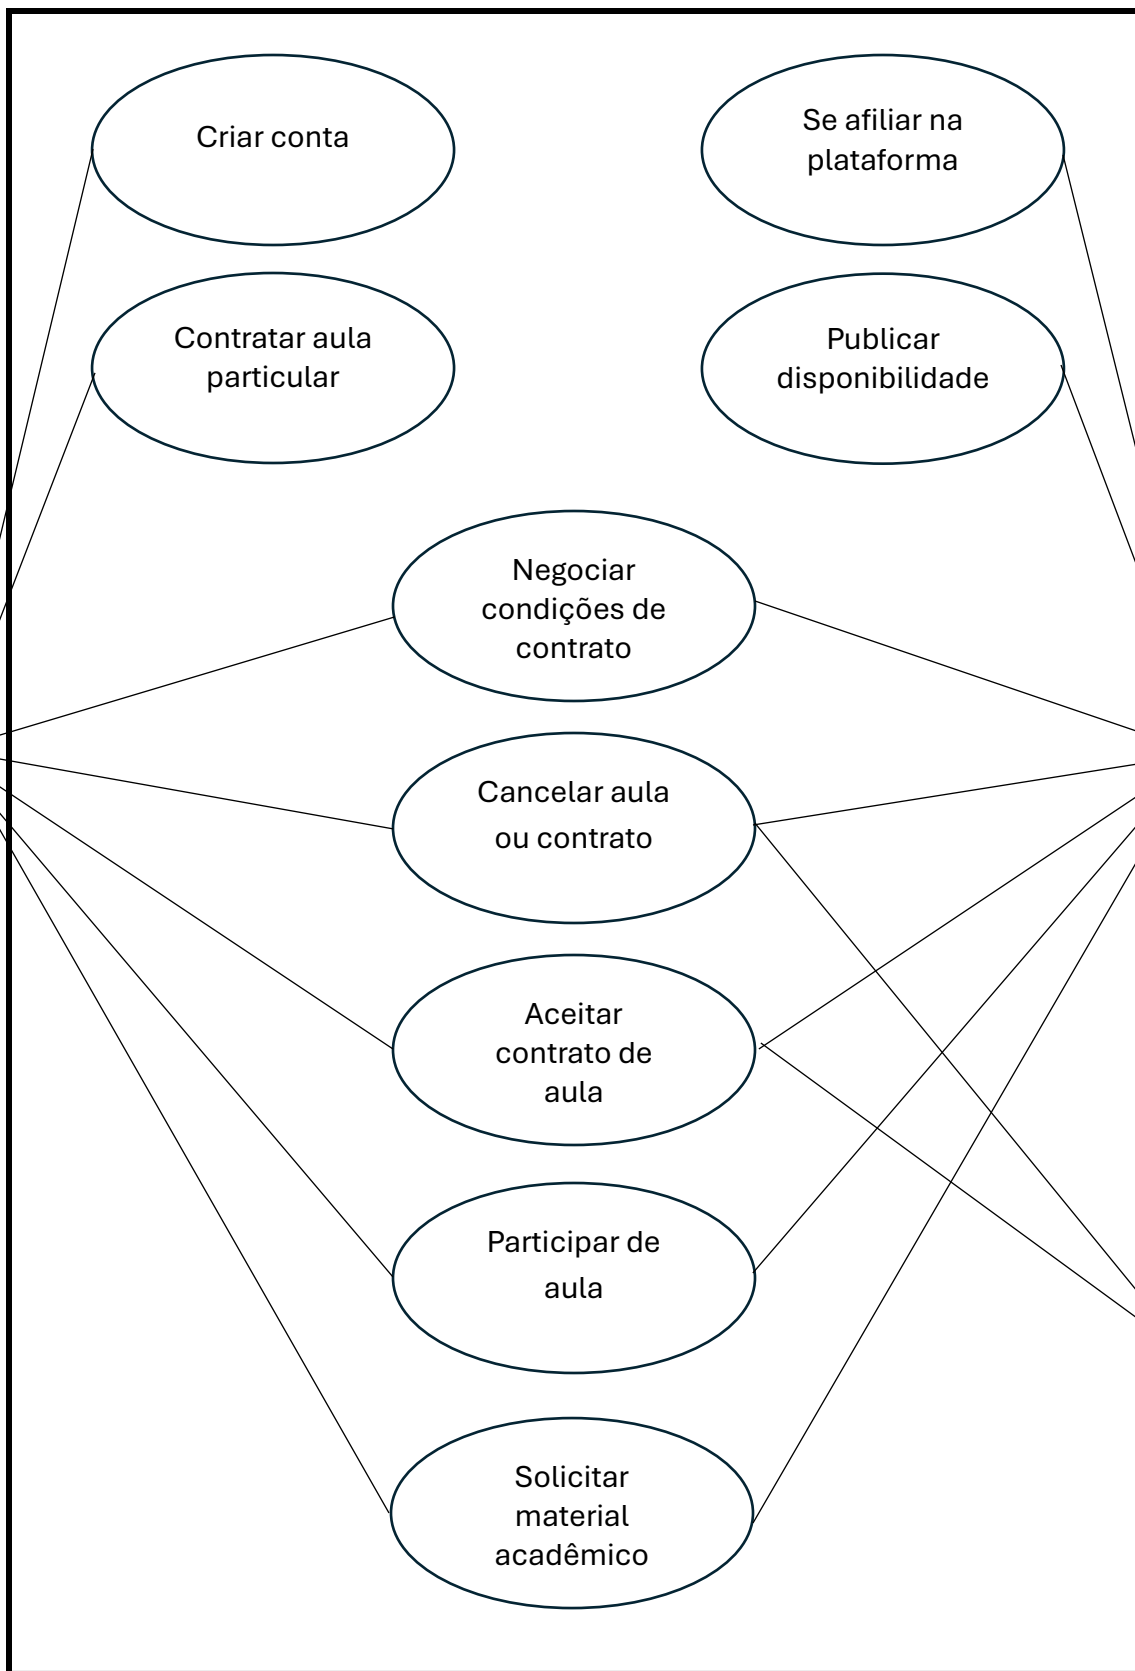 Criar conta
Se afiliar na
plataforma
Contratar aula
particular
Publicar
disponibilidade
Negociar
condições de
contrato
Cancelar aula
ou contrato
Aceitar
contrato de
aula
Participar de
aula
Solicitar
material
acadêmico